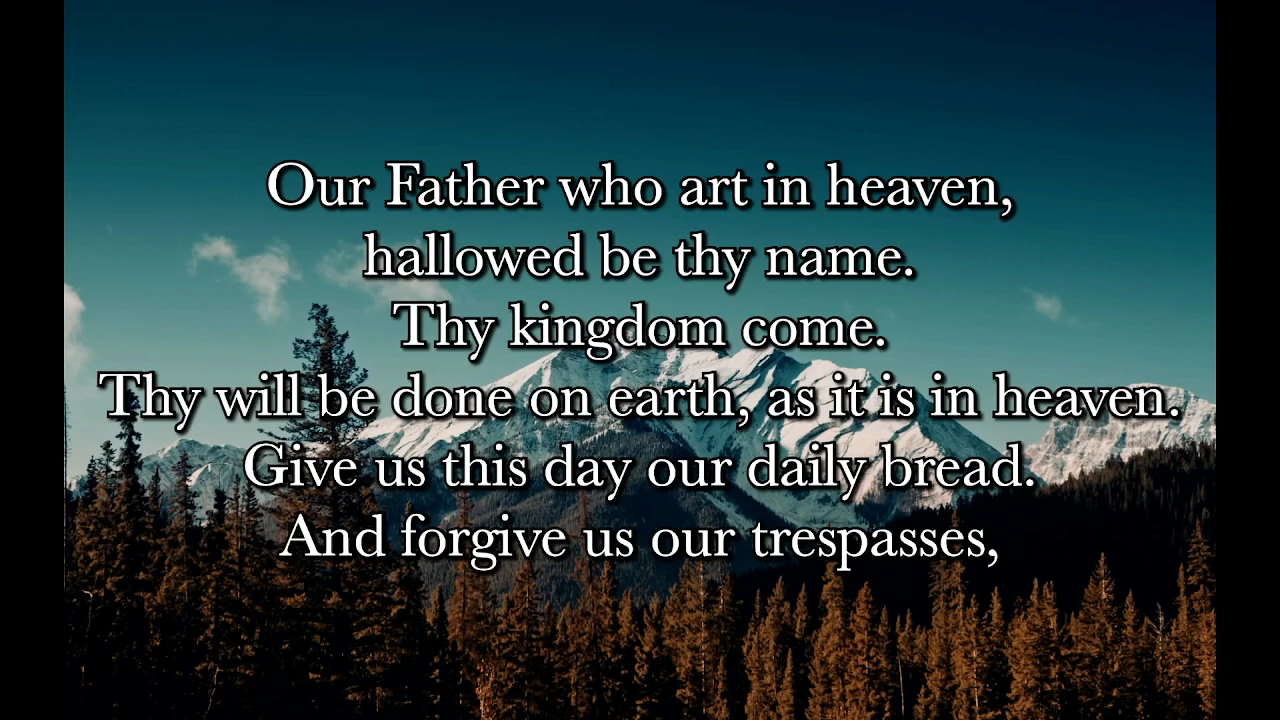 Our Father who art in heaven,
hallowed be thy name.
Thy kingdom come.
Thy will be done on earth, as it is in heaven.
Give us this day our daily bread.
And forgive us our trespasses,